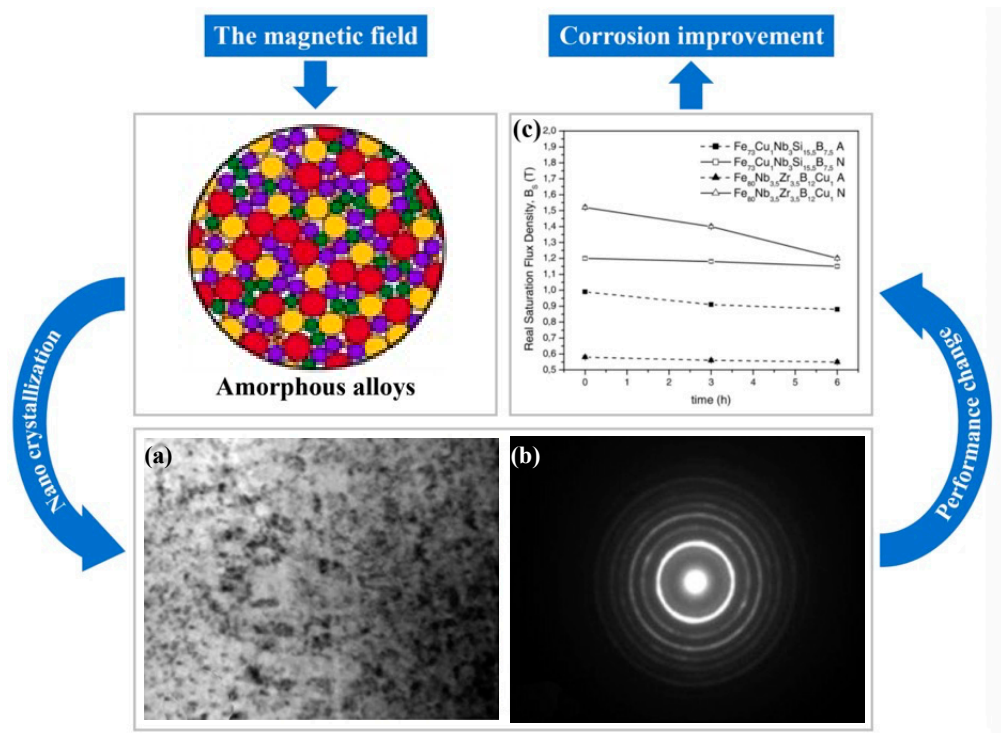 The magnetic field
Corrosion improvement
Amorphous alloys
(c)
Real Saturation Flux Density, Bₛ (T)
2,0
1,9
1,8
1,7
1,6
1,5
1,4
1,3
1,2
1,1
1,0
0,9
0,8
0,7
0,6
0,5
Fe₇₃Cu₁Nb₃Si₁₅,₅B₇,₅ A
Fe₇₃Cu₁Nb₃Si₁₅,₅B₇,₅ N
Fe₈₀Nb₃,₅Zr₃,₅B₁₂Cu₁ A
Fe₈₀Nb₃,₅Zr₃,₅B₁₂Cu₁ N
0 1 2 3 4 5 6
time (h)
Nano crystallization
Performance change
(a)
(b)